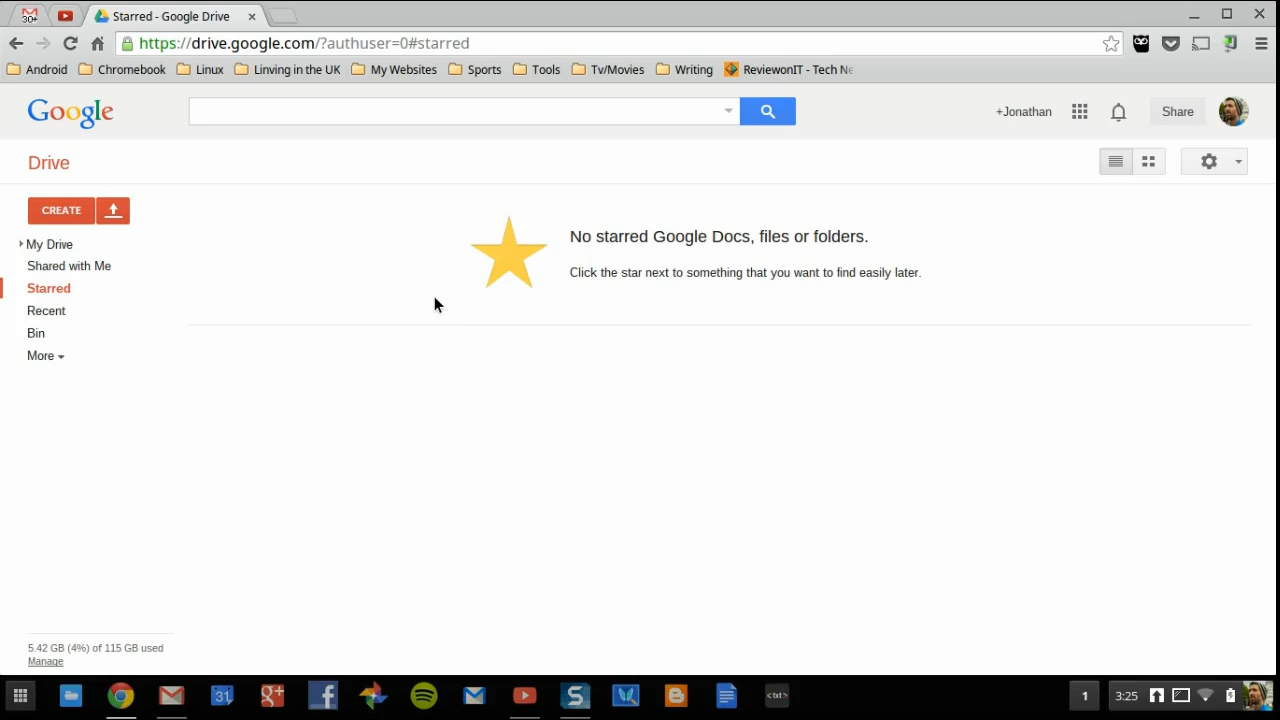 30+
Starred - Google Drive
https://drive.google.com/?authuser=0#starred
Android Chromebook Linux Linving in the UK My Websites Sports Tools Tv/Movies Writing ReviewonIT - Tech Ne
Google
+Jonathan
Share
Drive
CREATE
My Drive
Shared with Me
Starred
Recent
Bin
More
No starred Google Docs, files or folders.
Click the star next to something that you want to find easily later.
5.42 GB (4%) of 115 GB used
Manage
31
g+
f
S
<txt>
1
3:25